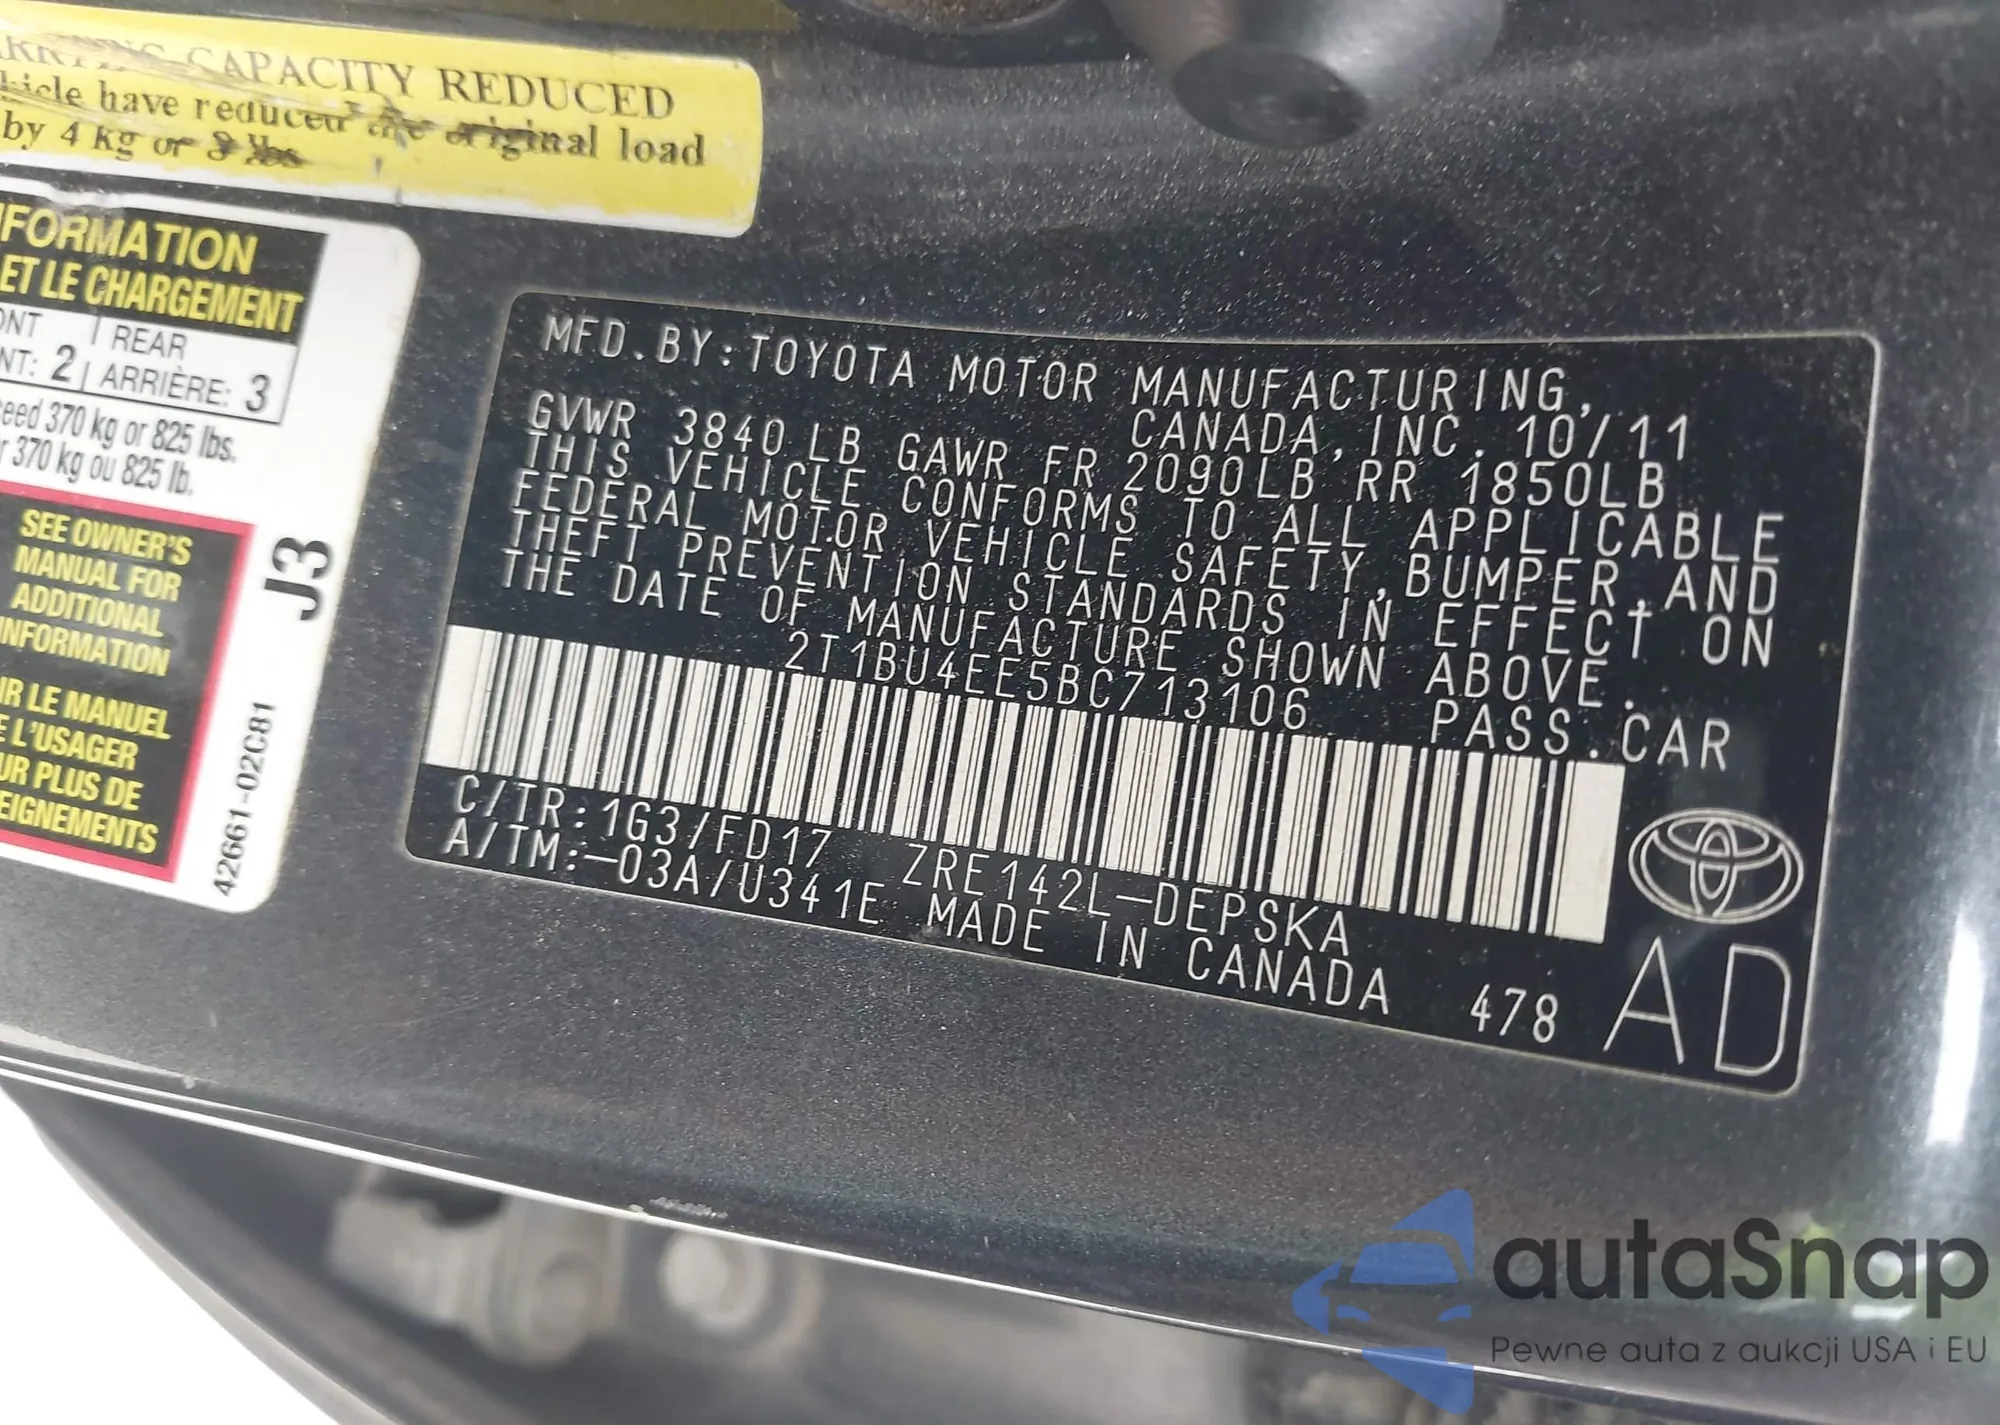 CAPACITY REDUCED
have reduced the original load
by 4 kg or 8 lbs
FORMATION
ET LE CHARGEMENT
REAR
2 ARRIÈRE: 3
370 kg or 825 lbs.
370 kg ou 825 lb.
SEE OWNER'S
MANUAL FOR
ADDITIONAL
INFORMATION
LE MANUEL
L'USAGER
PLUS DE
J3
42661-02C81
MFD.BY:TOYOTA MOTOR MANUFACTURING,
CANADA, INC. 10/11
GVWR 3840 LB GAWR FR 2090LB RR 1850LB
THIS VEHICLE CONFORMS TO ALL APPLICABLE
FEDERAL MOTOR VEHICLE SAFETY,BUMPER,AND
THEFT PREVENTION STANDARDS IN EFFECT ON
THE DATE OF MANUFACTURE SHOWN ABOVE.
2T1BU4EE5BC713106 PASS.CAR
C/TR:1G3/FD17 ZRE142L-DEPSKA
A/TM:-03A/U341E MADE IN CANADA 478
AD
autaSnap
Pewne auta z aukcji USA i EU